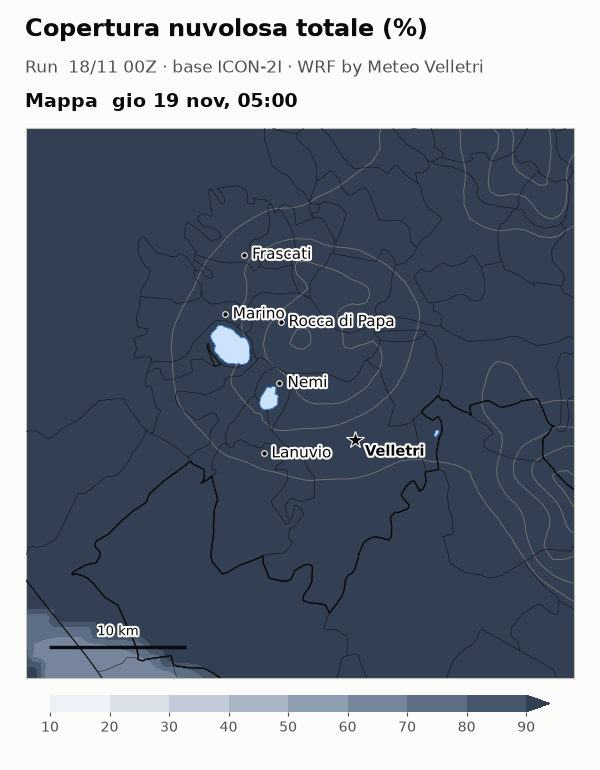 Copertura nuvolosa totale (%)
Run  18/11 00Z · base ICON-2I · WRF by Meteo Velletri
Mappa  gio 19 nov, 05:00
Frascati
Marino
Rocca di Papa
Nemi
Velletri
Lanuvio
10 km
10 20 30 40 50 60 70 80 90